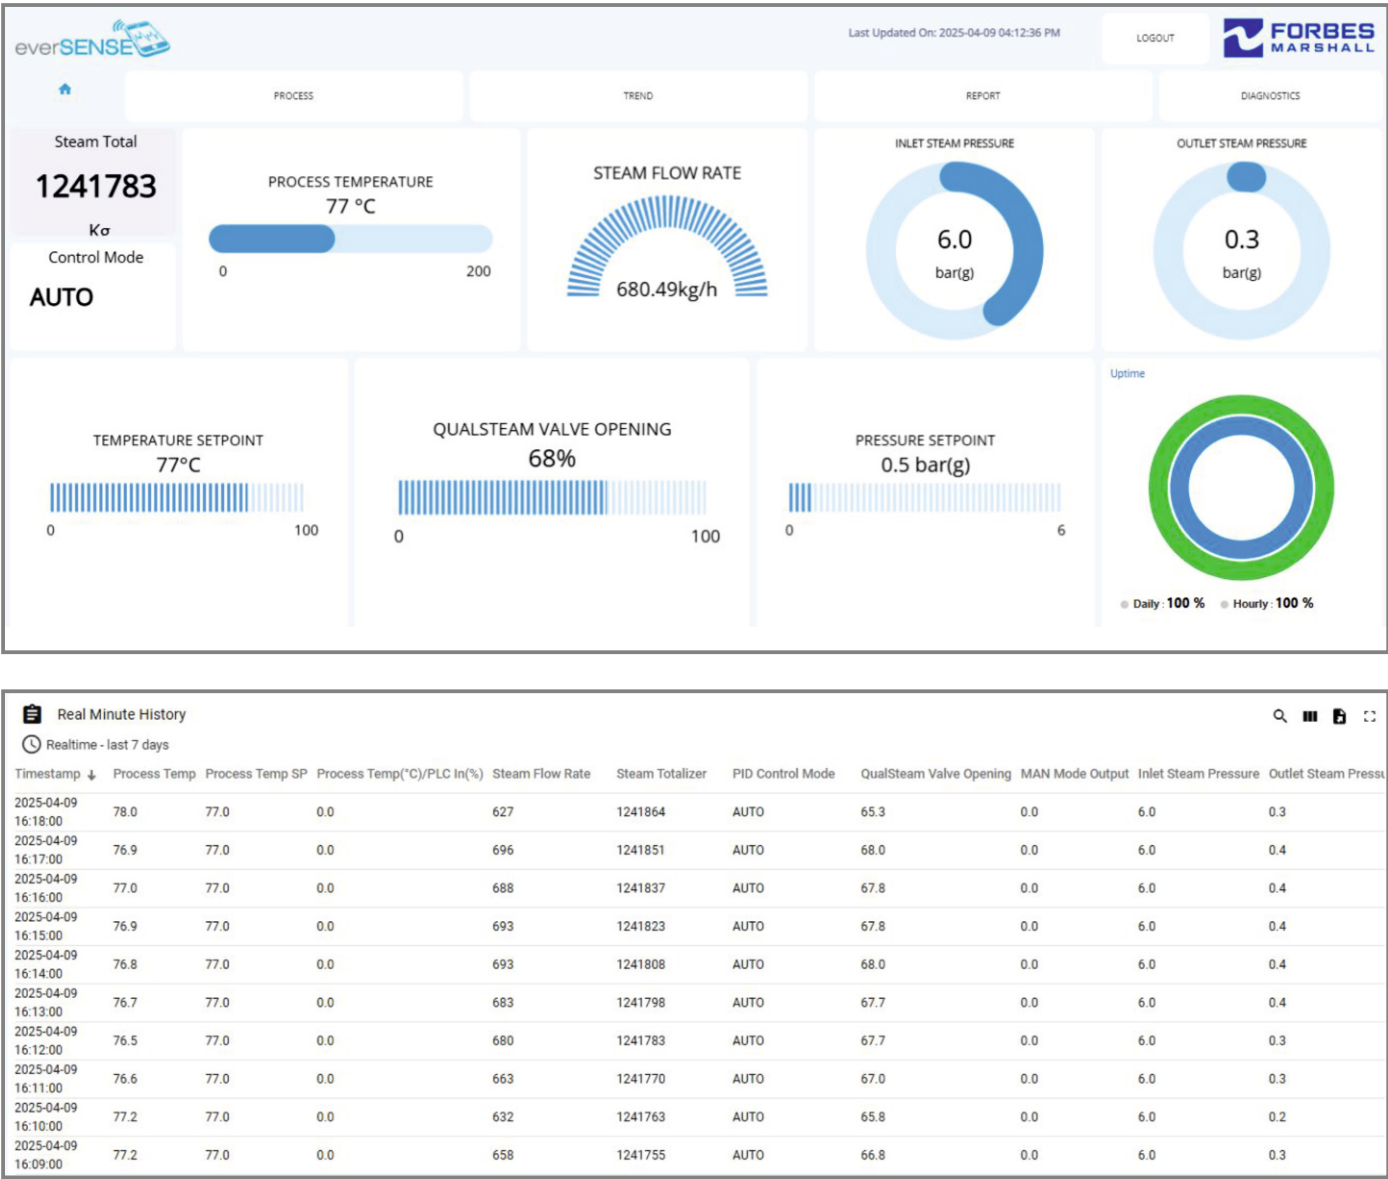 everSENSE
Last Updated On: 2025-04-09 04:12:36 PM
LOGOUT
FORBES
MARSHALL
PROCESS
TREND
REPORT
DIAGNOSTICS
Steam Total
1241783
Kσ
Control Mode
AUTO
PROCESS TEMPERATURE
77 °C
0 200
STEAM FLOW RATE
680.49kg/h
INLET STEAM PRESSURE
6.0
bar(g)
OUTLET STEAM PRESSURE
0.3
bar(g)
TEMPERATURE SETPOINT
77°C
0 100
QUALSTEAM VALVE OPENING
68%
0 100
PRESSURE SETPOINT
0.5 bar(g)
0 6
Uptime
Daily : 100 % Hourly : 100 %
Real Minute History
Realtime - last 7 days
Timestamp Process Temp Process Temp SP Process Temp(°C)/PLC In(%) Steam Flow Rate Steam Totalizer PID Control Mode QualSteam Valve Opening MAN Mode Output Inlet Steam Pressure Outlet Steam Pressu
2025-04-09
16:18:00 78.0 77.0 0.0 627 1241864 AUTO 65.3 0.0 6.0 0.3
2025-04-09
16:17:00 76.9 77.0 0.0 696 1241851 AUTO 68.0 0.0 6.0 0.4
2025-04-09
16:16:00 77.0 77.0 0.0 688 1241837 AUTO 67.8 0.0 6.0 0.4
2025-04-09
16:15:00 76.9 77.0 0.0 693 1241823 AUTO 67.8 0.0 6.0 0.4
2025-04-09
16:14:00 76.8 77.0 0.0 693 1241808 AUTO 68.0 0.0 6.0 0.4
2025-04-09
16:13:00 76.7 77.0 0.0 683 1241798 AUTO 67.7 0.0 6.0 0.4
2025-04-09
16:12:00 76.5 77.0 0.0 680 1241783 AUTO 67.7 0.0 6.0 0.3
2025-04-09
16:11:00 76.6 77.0 0.0 663 1241770 AUTO 67.0 0.0 6.0 0.3
2025-04-09
16:10:00 77.2 77.0 0.0 632 1241763 AUTO 65.8 0.0 6.0 0.2
2025-04-09
16:09:00 77.2 77.0 0.0 658 1241755 AUTO 66.8 0.0 6.0 0.3